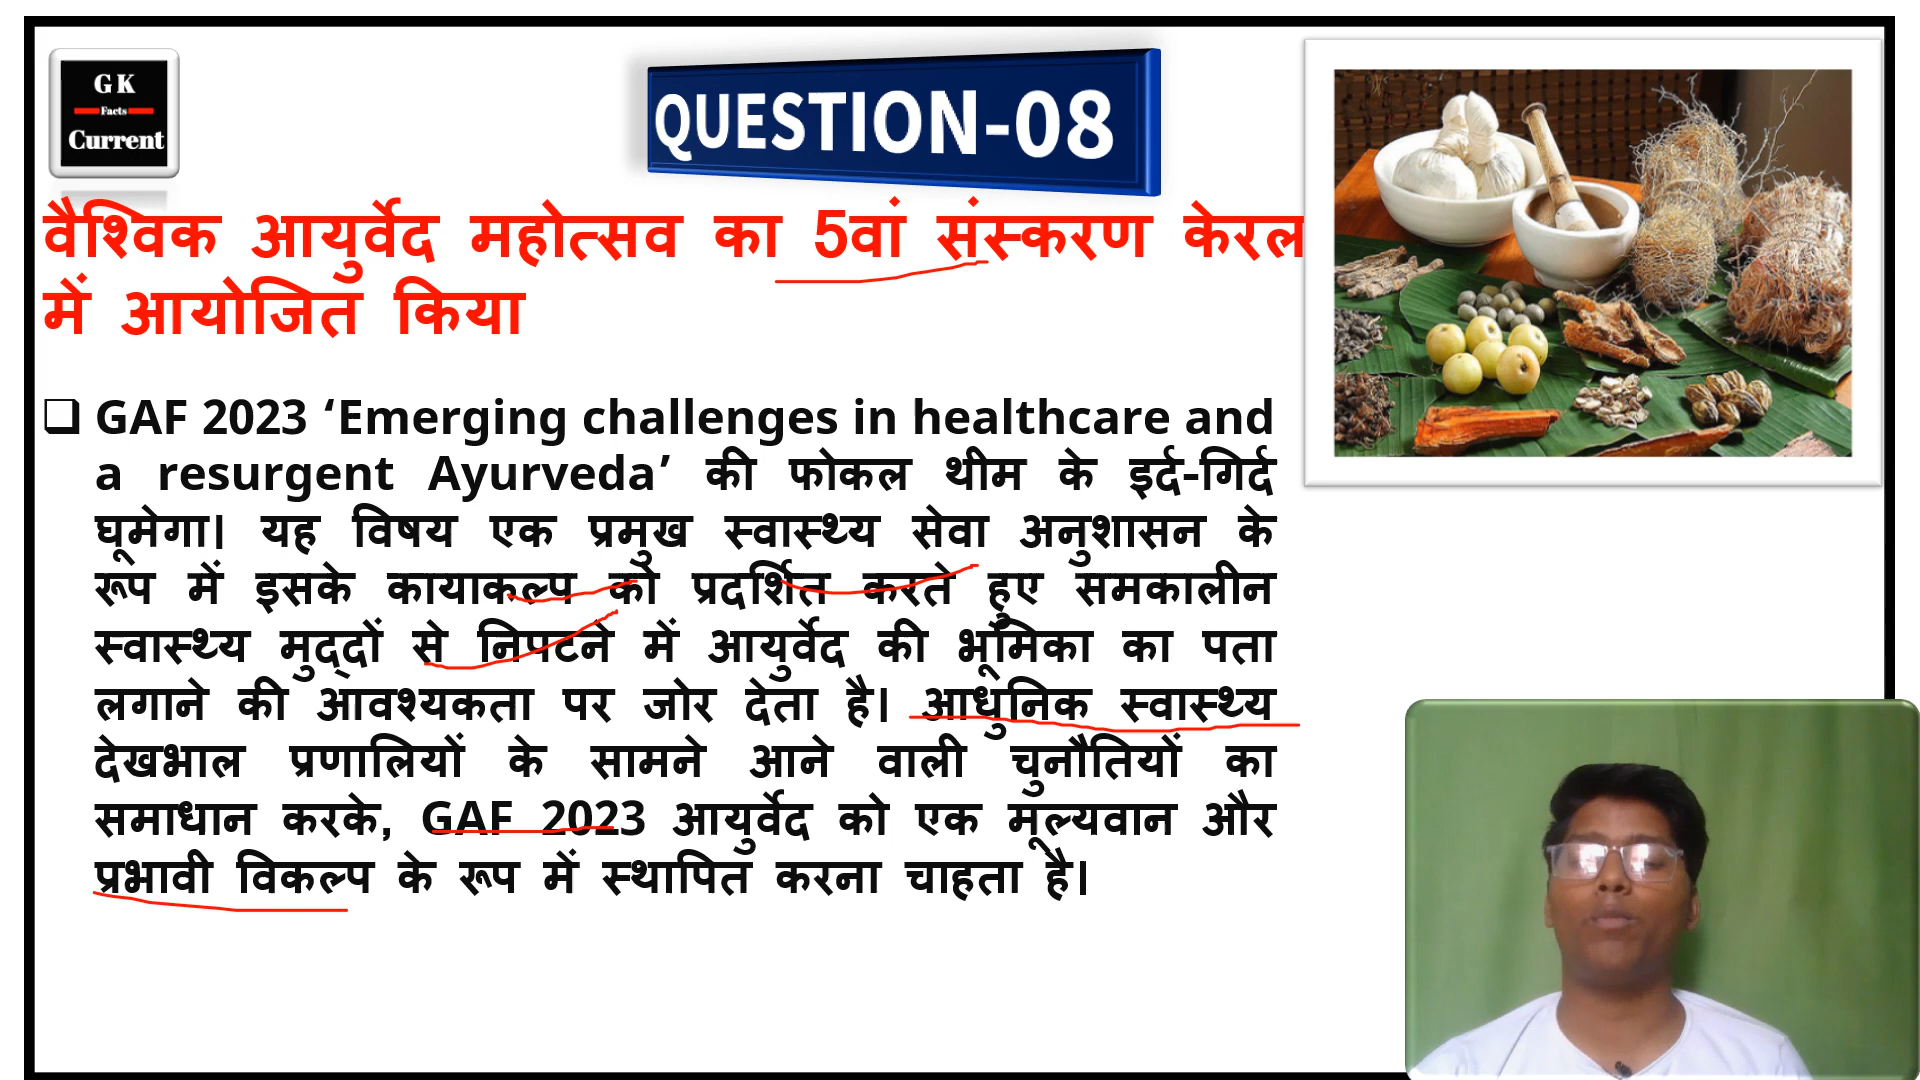 GK
Facts
Current
QUESTION-08
वैश्विक आयुर्वेद महोत्सव का 5वां संस्करण केरल
में आयोजित किया
❑ GAF 2023 ‘Emerging challenges in healthcare and
a resurgent Ayurveda’ की फोकल थीम के इर्द-गिर्द
घूमेगा। यह विषय एक प्रमुख स्वास्थ्य सेवा अनुशासन के
रूप में इसके कायाकल्प को प्रदर्शित करते हुए समकालीन
स्वास्थ्य मुद्दों से निपटने में आयुर्वेद की भूमिका का पता
लगाने की आवश्यकता पर जोर देता है। आधुनिक स्वास्थ्य
देखभाल प्रणालियों के सामने आने वाली चुनौतियों का
समाधान करके, GAF 2023 आयुर्वेद को एक मूल्यवान और
प्रभावी विकल्प के रूप में स्थापित करना चाहता है।